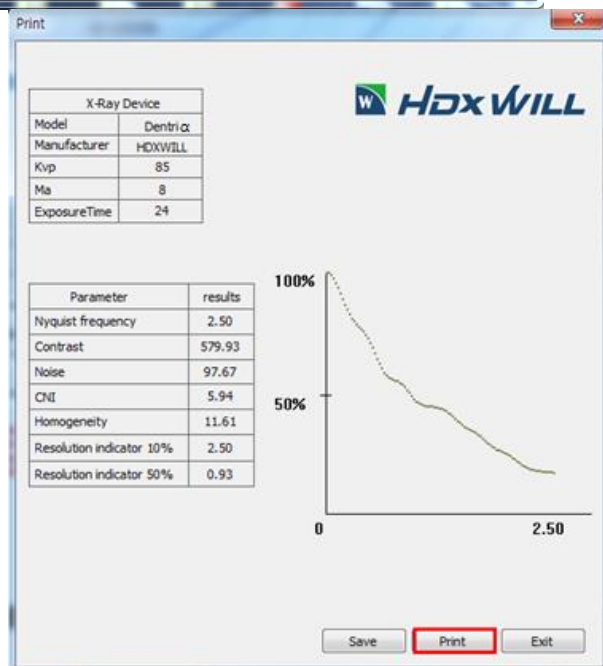 Print
HDXWILL
X-Ray Device
Model Dentri α
Manufacturer HDXWILL
Kvp 85
Ma 8
ExposureTime 24
Parameter results
Nyquist frequency 2.50
Contrast 579.93
Noise 97.67
CNI 5.94
Homogeneity 11.61
Resolution indicator 10% 2.50
Resolution indicator 50% 0.93
100%
50%
0 2.50
Save Print Exit